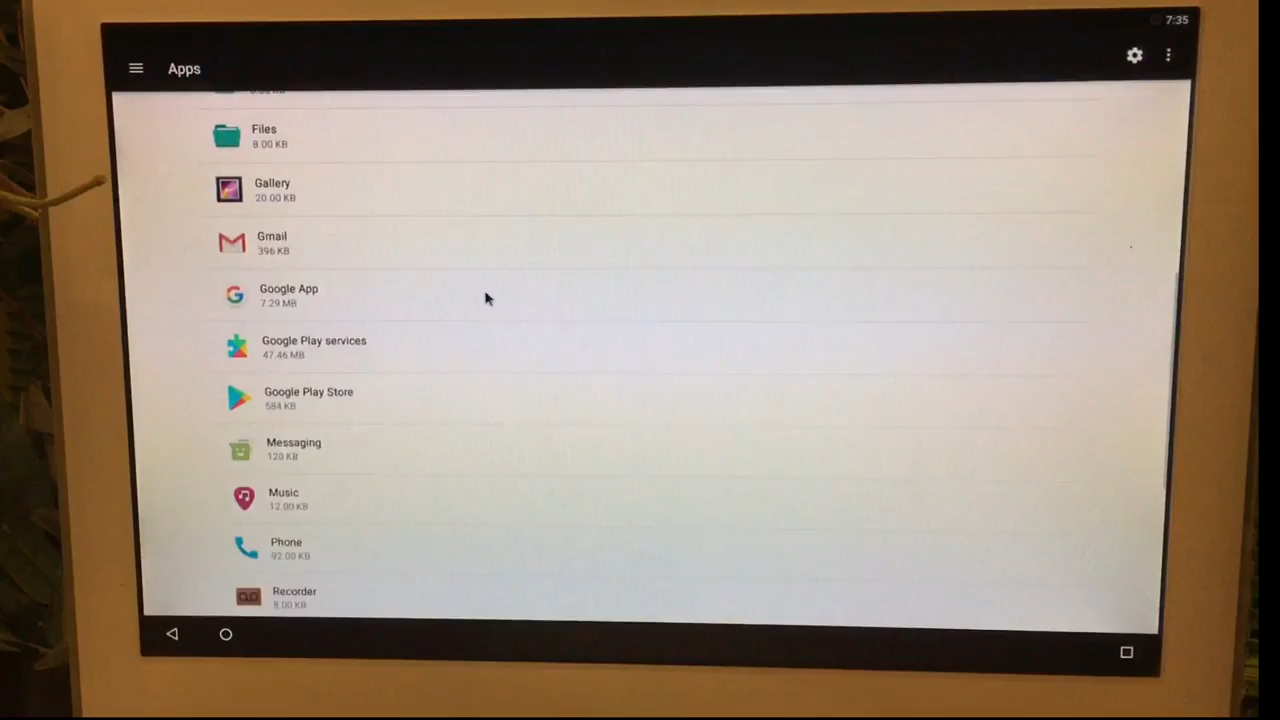 7:35
Apps
Files
8.00 KB
Gallery
20.00 KB
Gmail
396 KB
Google App
7.29 MB
Google Play services
47.46 MB
Google Play Store
584 KB
Messaging
120 KB
Music
12.00 KB
Phone
92.00 KB
Recorder
8.00 KB